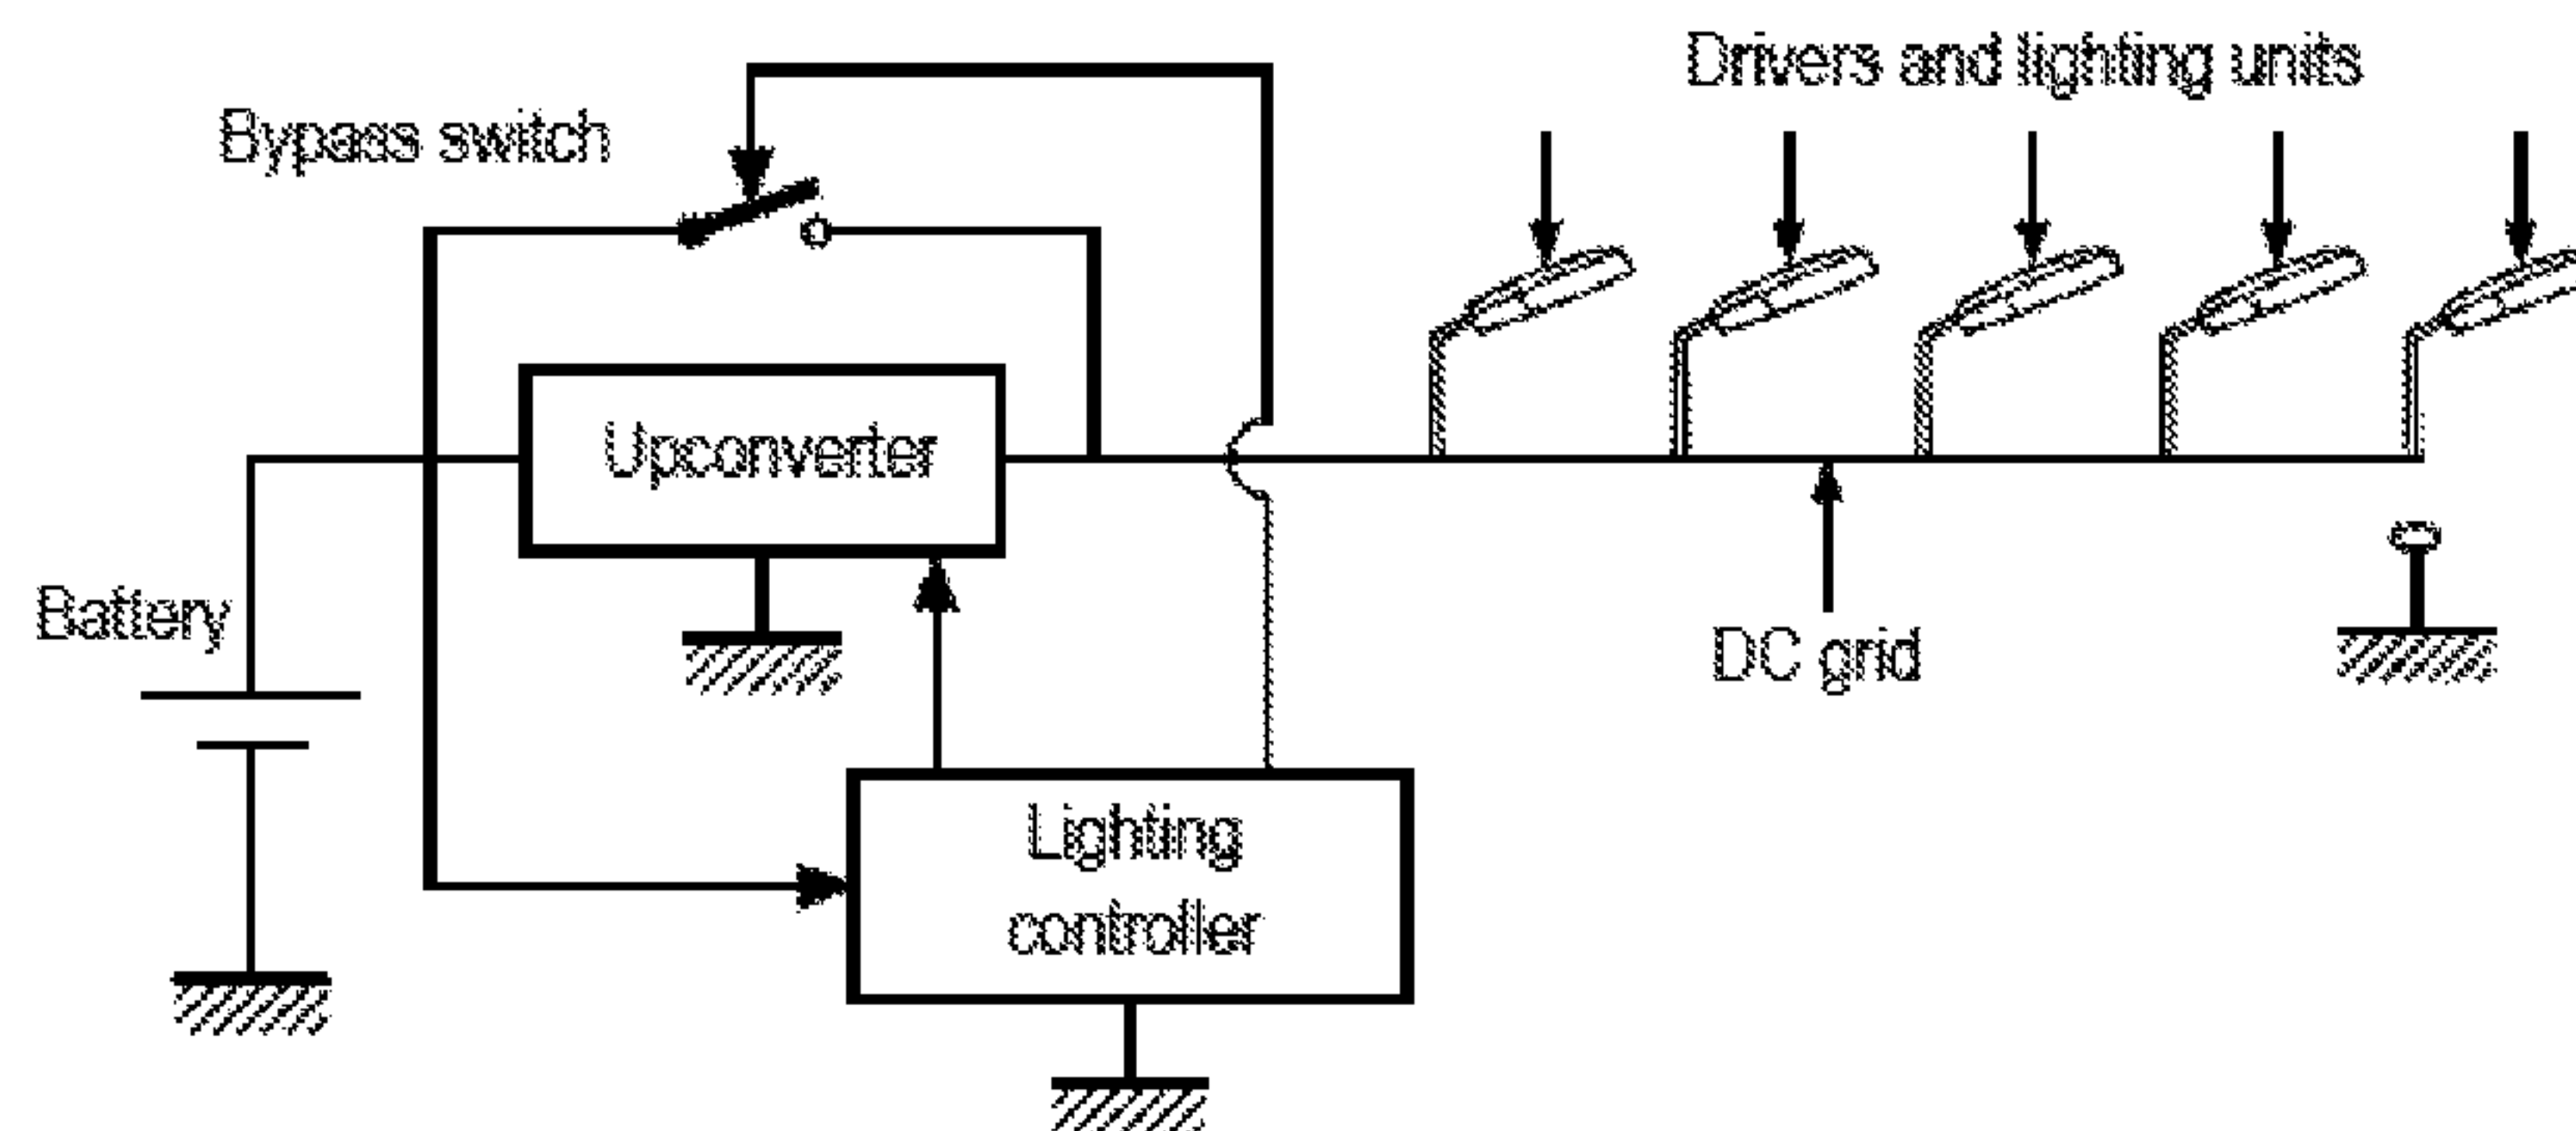 Drivers and lighting units
Bypass switch
Upconverter
Battery
DC grid
Lighting
controller